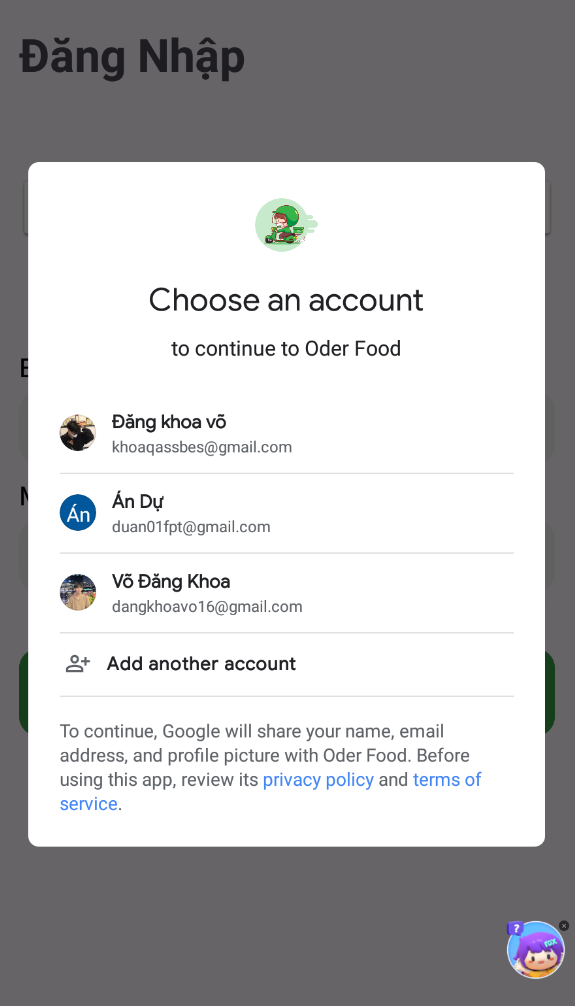 Đăng Nhập
Choose an account
to continue to Oder Food
Đăng khoa võ
khoaqassbes@gmail.com
Án
Án Dự
duan01fpt@gmail.com
Võ Đăng Khoa
dangkhoavo16@gmail.com
Add another account
To continue, Google will share your name, email
address, and profile picture with Oder Food. Before
using this app, review its privacy policy and terms of
service.
?